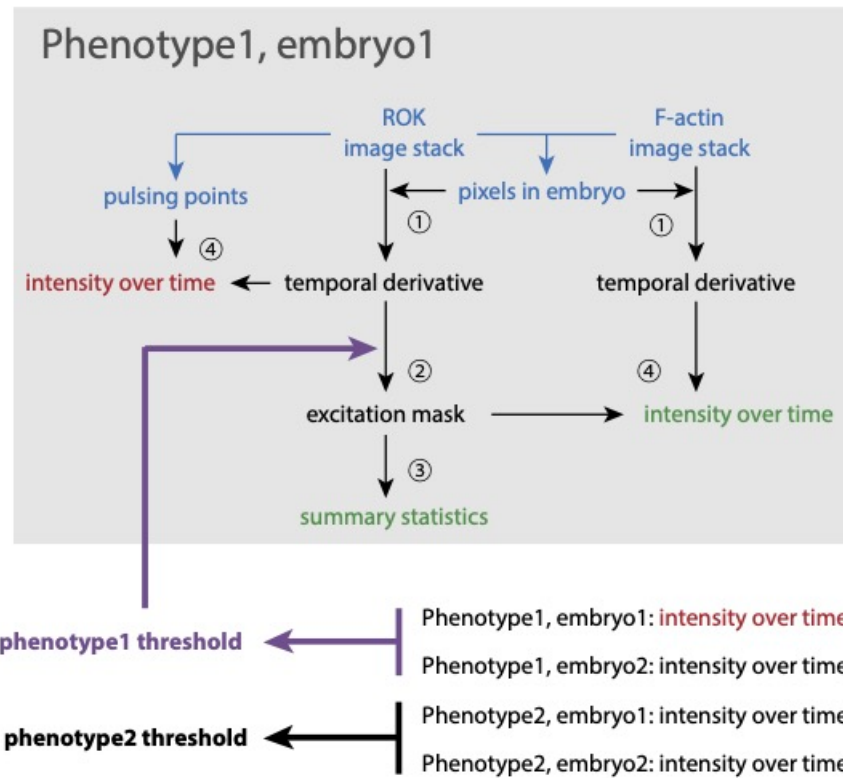 Phenotype1, embryo1
ROK
image stack
F-actin
image stack
pulsing points
pixels in embryo
①
①
④
intensity over time
temporal derivative
temporal derivative
②
④
excitation mask
intensity over time
③
summary statistics
phenotype1 threshold
Phenotype1, embryo1: intensity over time
Phenotype1, embryo2: intensity over time
phenotype2 threshold
Phenotype2, embryo1: intensity over time
Phenotype2, embryo2: intensity over time